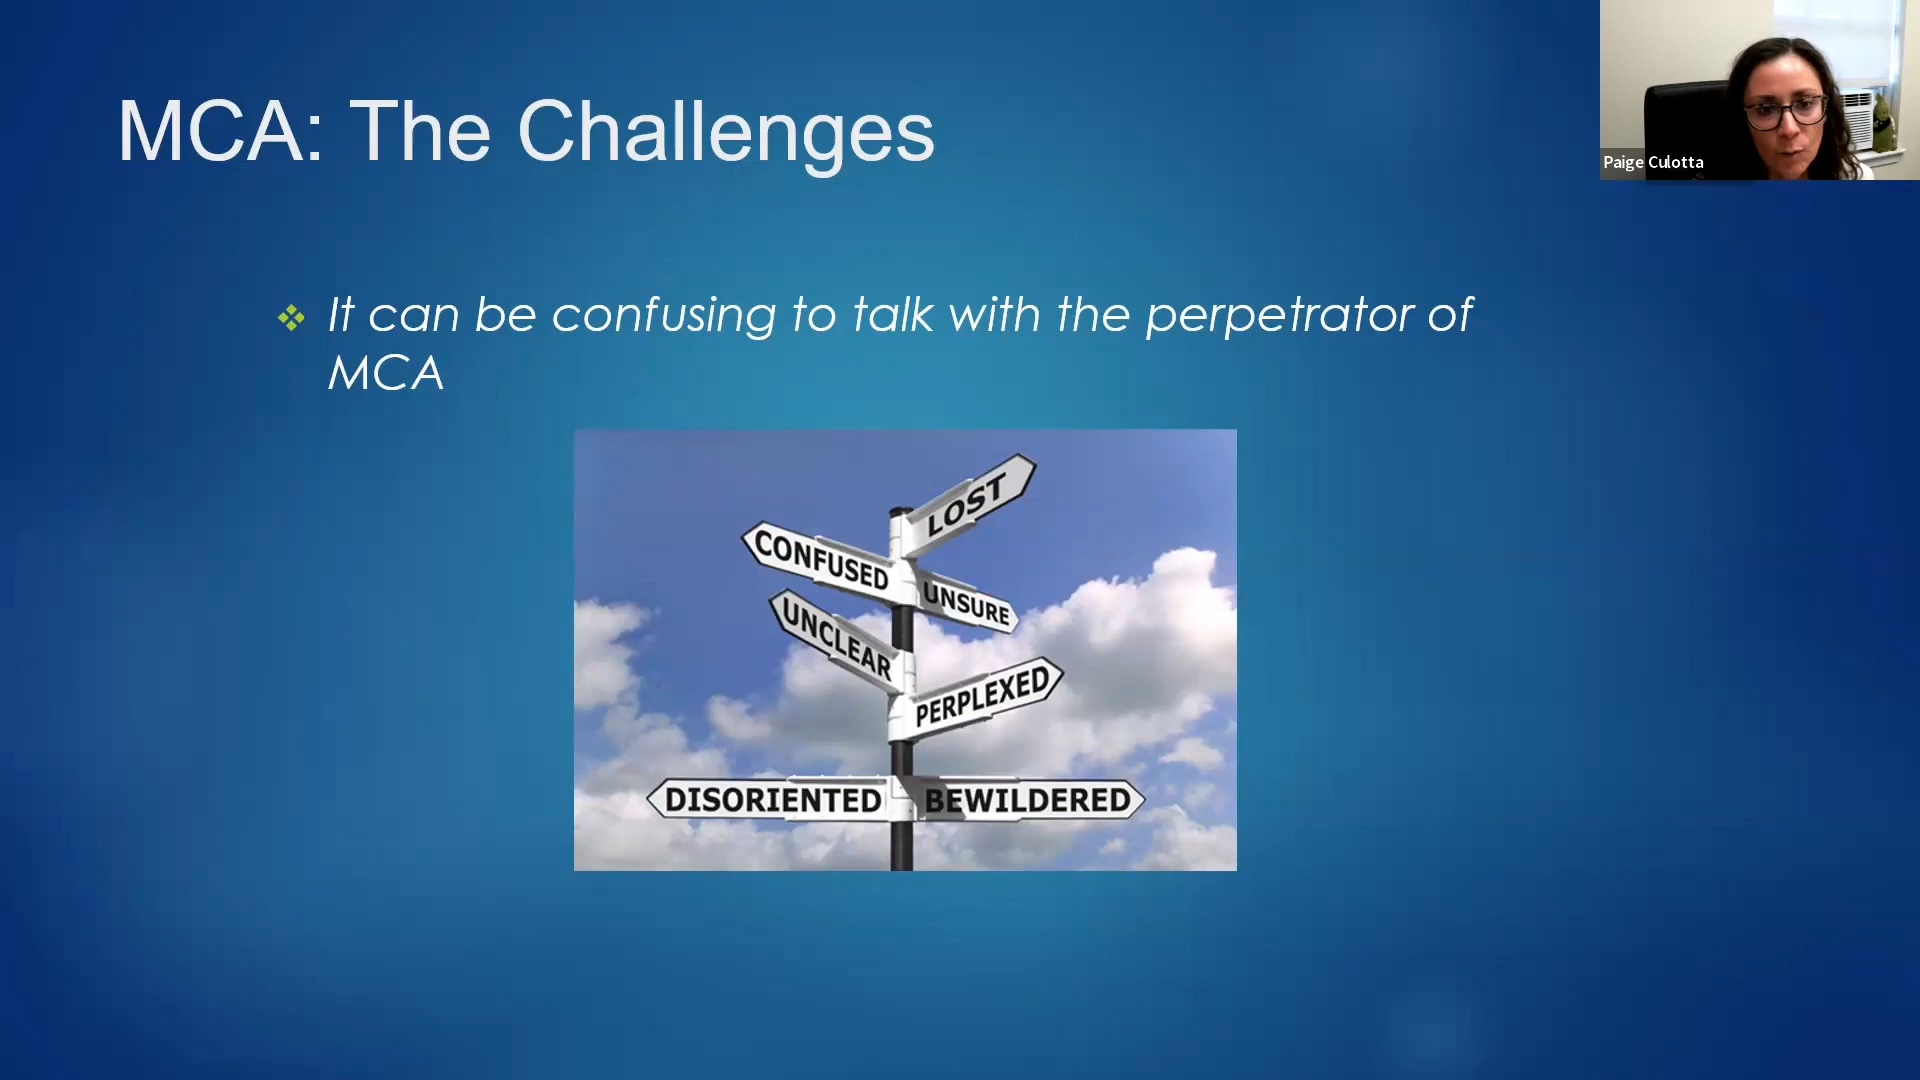 MCA: The Challenges
Paige Culotta
It can be confusing to talk with the perpetrator of
MCA
LOST
CONFUSED
UNSURE
UNCLEAR
PERPLEXED
DISORIENTED
BEWILDERED